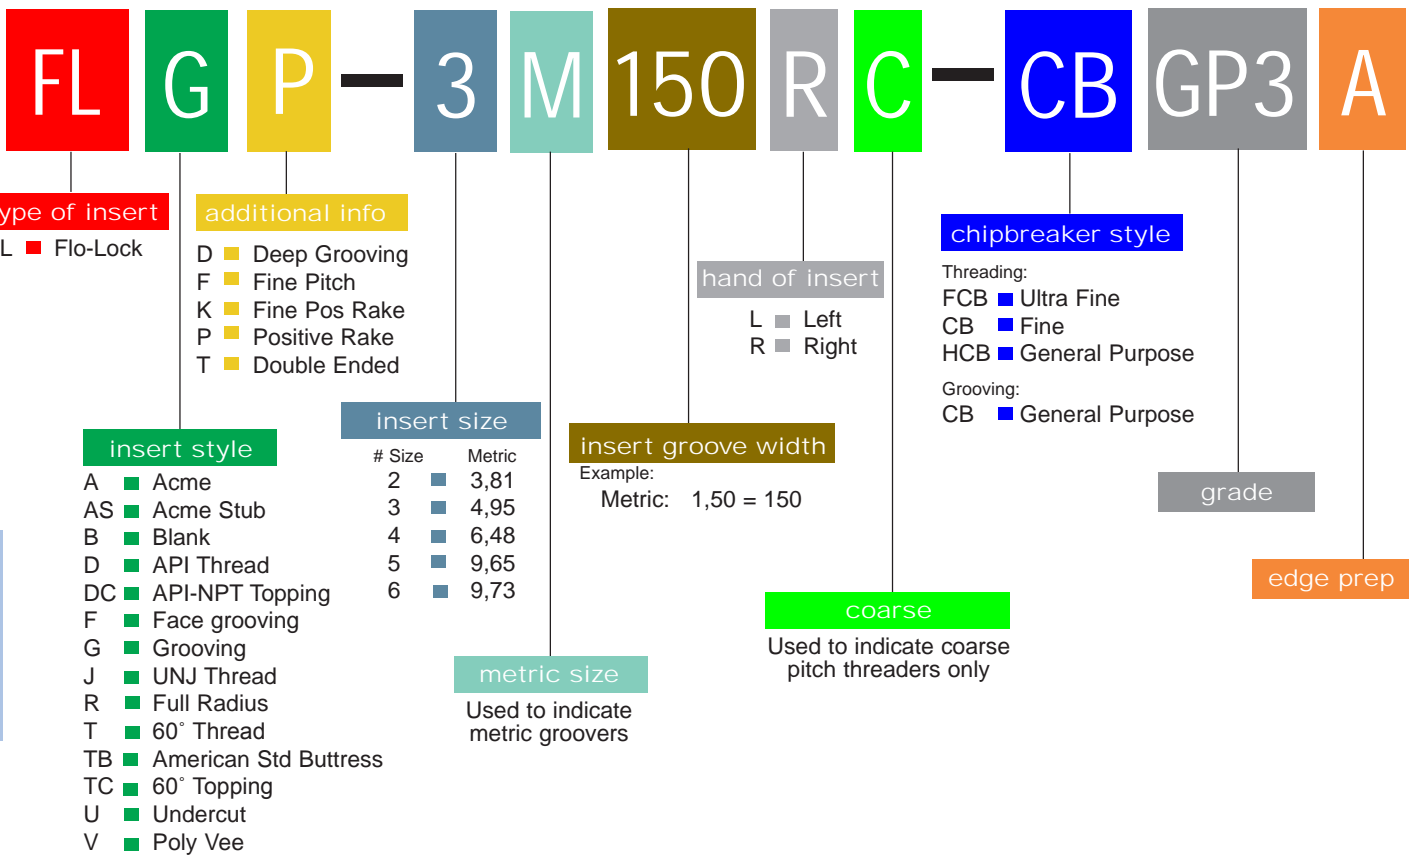 FL G P - 3 M 150 R C - CB GP3 A
ype of insert
L Flo-Lock
additional info
D Deep Grooving
F Fine Pitch
K Fine Pos Rake
P Positive Rake
T Double Ended
hand of insert
L Left
R Right
chipbreaker style
Threading:
FCB Ultra Fine
CB Fine
HCB General Purpose
Grooving:
CB General Purpose
insert style
A Acme
AS Acme Stub
B Blank
D API Thread
DC API-NPT Topping
F Face grooving
G Grooving
J UNJ Thread
R Full Radius
T 60° Thread
TB American Std Buttress
TC 60° Topping
U Undercut
V Poly Vee
insert size
# Size Metric
2 3,81
3 4,95
4 6,48
5 9,65
6 9,73
insert groove width
Example:
Metric: 1,50 = 150
grade
edge prep
coarse
Used to indicate coarse
pitch threaders only
metric size
Used to indicate
metric groovers